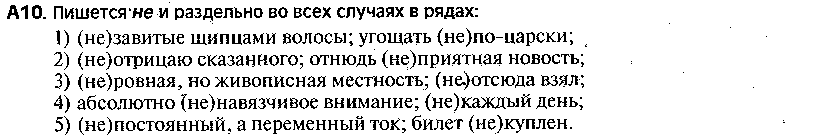 А10. Пишется не и раздельно во всех случаях в рядах:
1) (не)завитые щипцами волосы; угощать (не)по-царски;
2) (не)отрицаю сказанного; отнюдь (не)приятная новость;
3) (не)ровная, но живописная местность; (не)отсюда взял;
4) абсолютно (не)навязчивое внимание; (не)каждый день;
5) (не)постоянный, а переменный ток; билет (не)куплен.